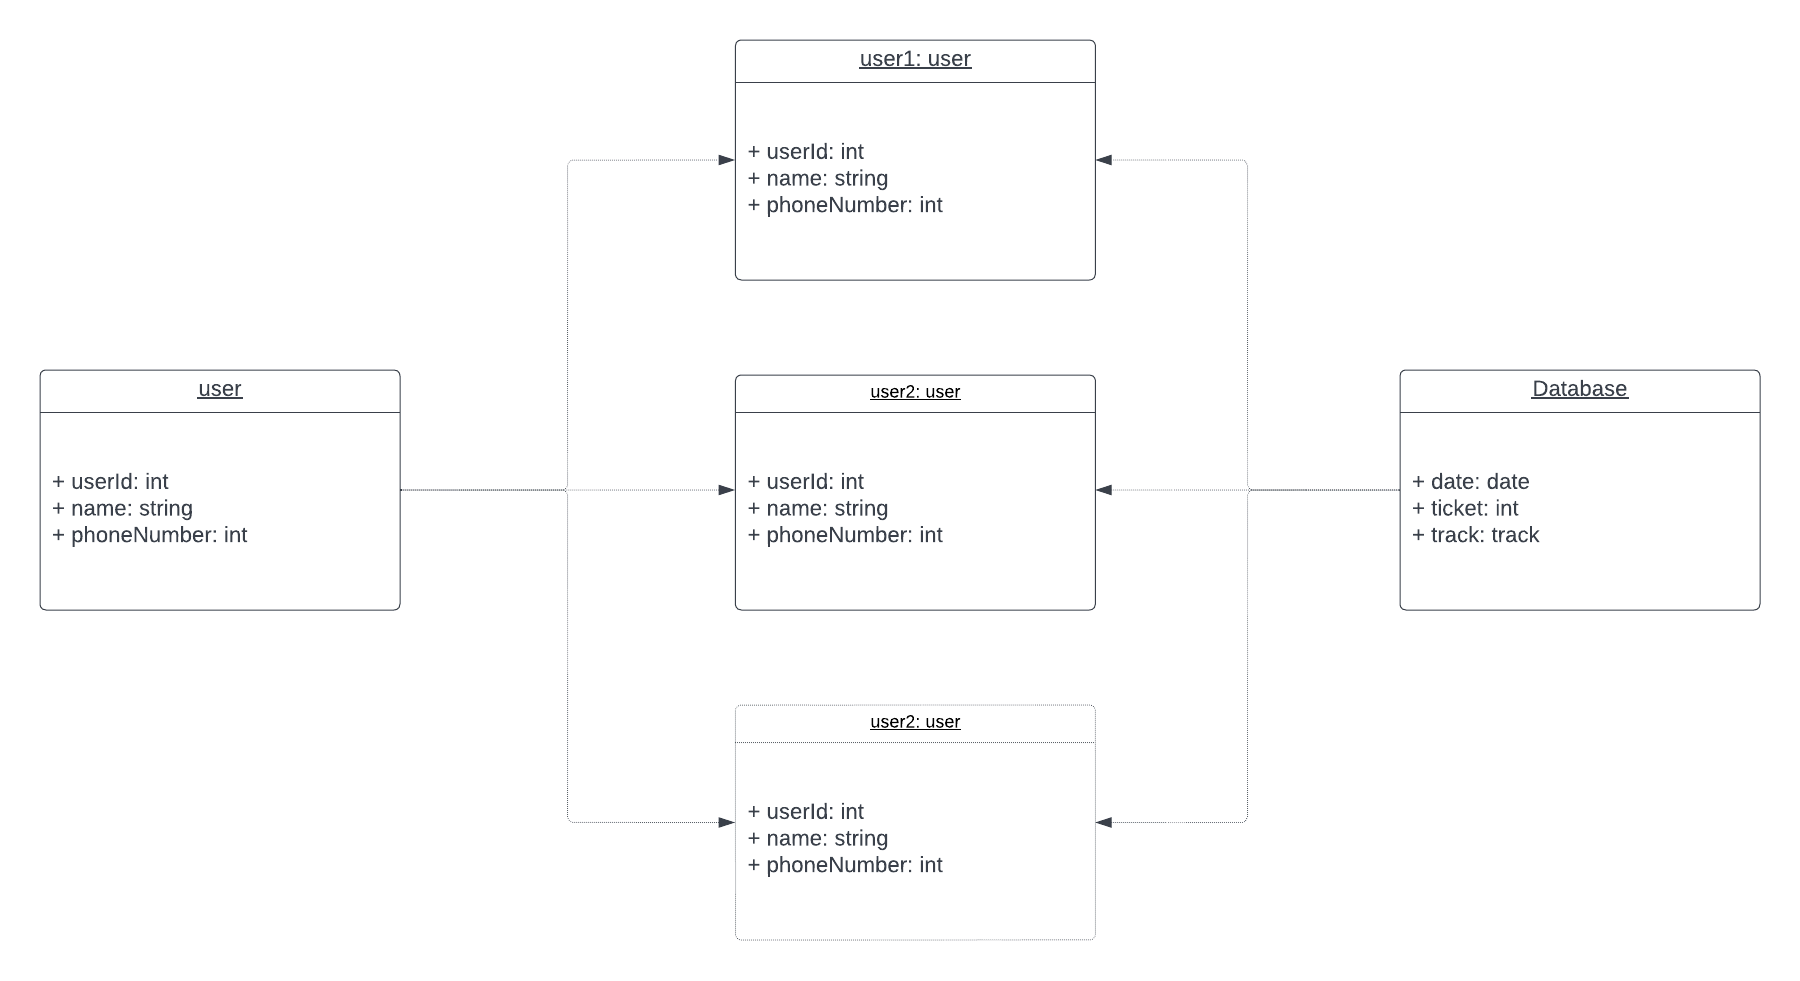 user1: user
+ userId: int
+ name: string
+ phoneNumber: int
user
+ userId: int
+ name: string
+ phoneNumber: int
user2: user
+ userId: int
+ name: string
+ phoneNumber: int
Database
+ date: date
+ ticket: int
+ track: track
user2: user
+ userId: int
+ name: string
+ phoneNumber: int